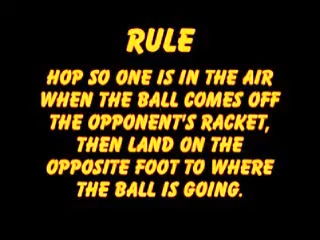 RULE
HOP SO ONE IS IN THE AIR
WHEN THE BALL COMES OFF
THE OPPONENT'S RACKET,
THEN LAND ON THE
OPPOSITE FOOT TO WHERE
THE BALL IS GOING.